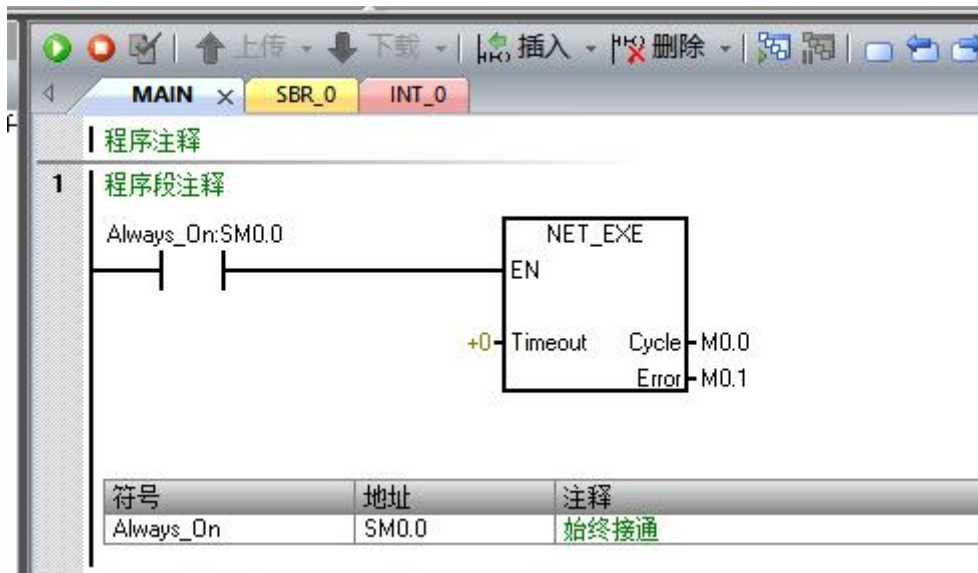 上传 下载 插入 删除
MAIN SBR_0 INT_0
程序注释
1 程序段注释
Always_On:SM0.0 NET_EXE
EN
+0 Timeout Cycle M0.0
Error M0.1
符号 地址 注释
Always_On SM0.0 始终接通